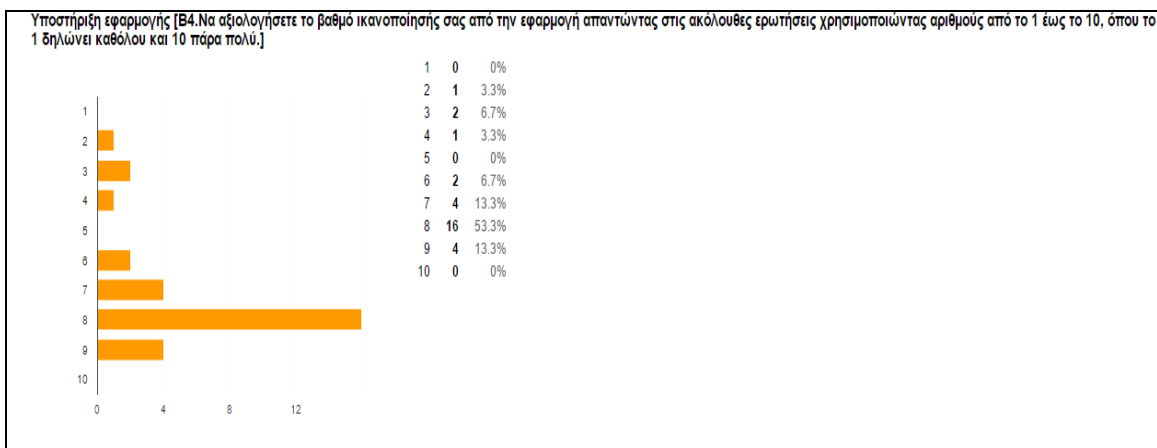 Υποστήριξη εφαρμογής [Β4.Να αξιολογήσετε το βαθμό ικανοποίησής σας από την εφαρμογή απαντώντας στις ακόλουθες ερωτήσεις χρησιμοποιώντας αριθμούς από το 1 έως το 10, όπου το
1 δηλώνει καθόλου και 10 πάρα πολύ.]
1 0 0%
2 1 3.3%
3 2 6.7%
4 1 3.3%
5 0 0%
6 2 6.7%
7 4 13.3%
8 16 53.3%
9 4 13.3%
10 0 0%
1
2
3
4
5
6
7
8
9
10
0 4 8 12